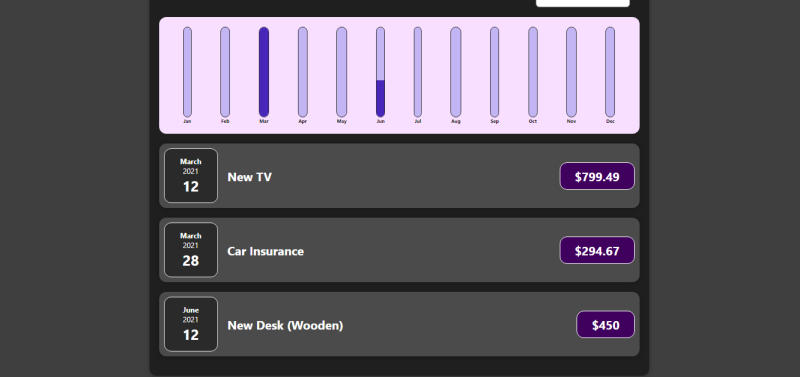 Jan Feb Mar Apr May Jun Jul Aug Sep Oct Nov Dec
March
2021
12
New TV
$799.49
March
2021
28
Car Insurance
$294.67
June
2021
12
New Desk (Wooden)
$450